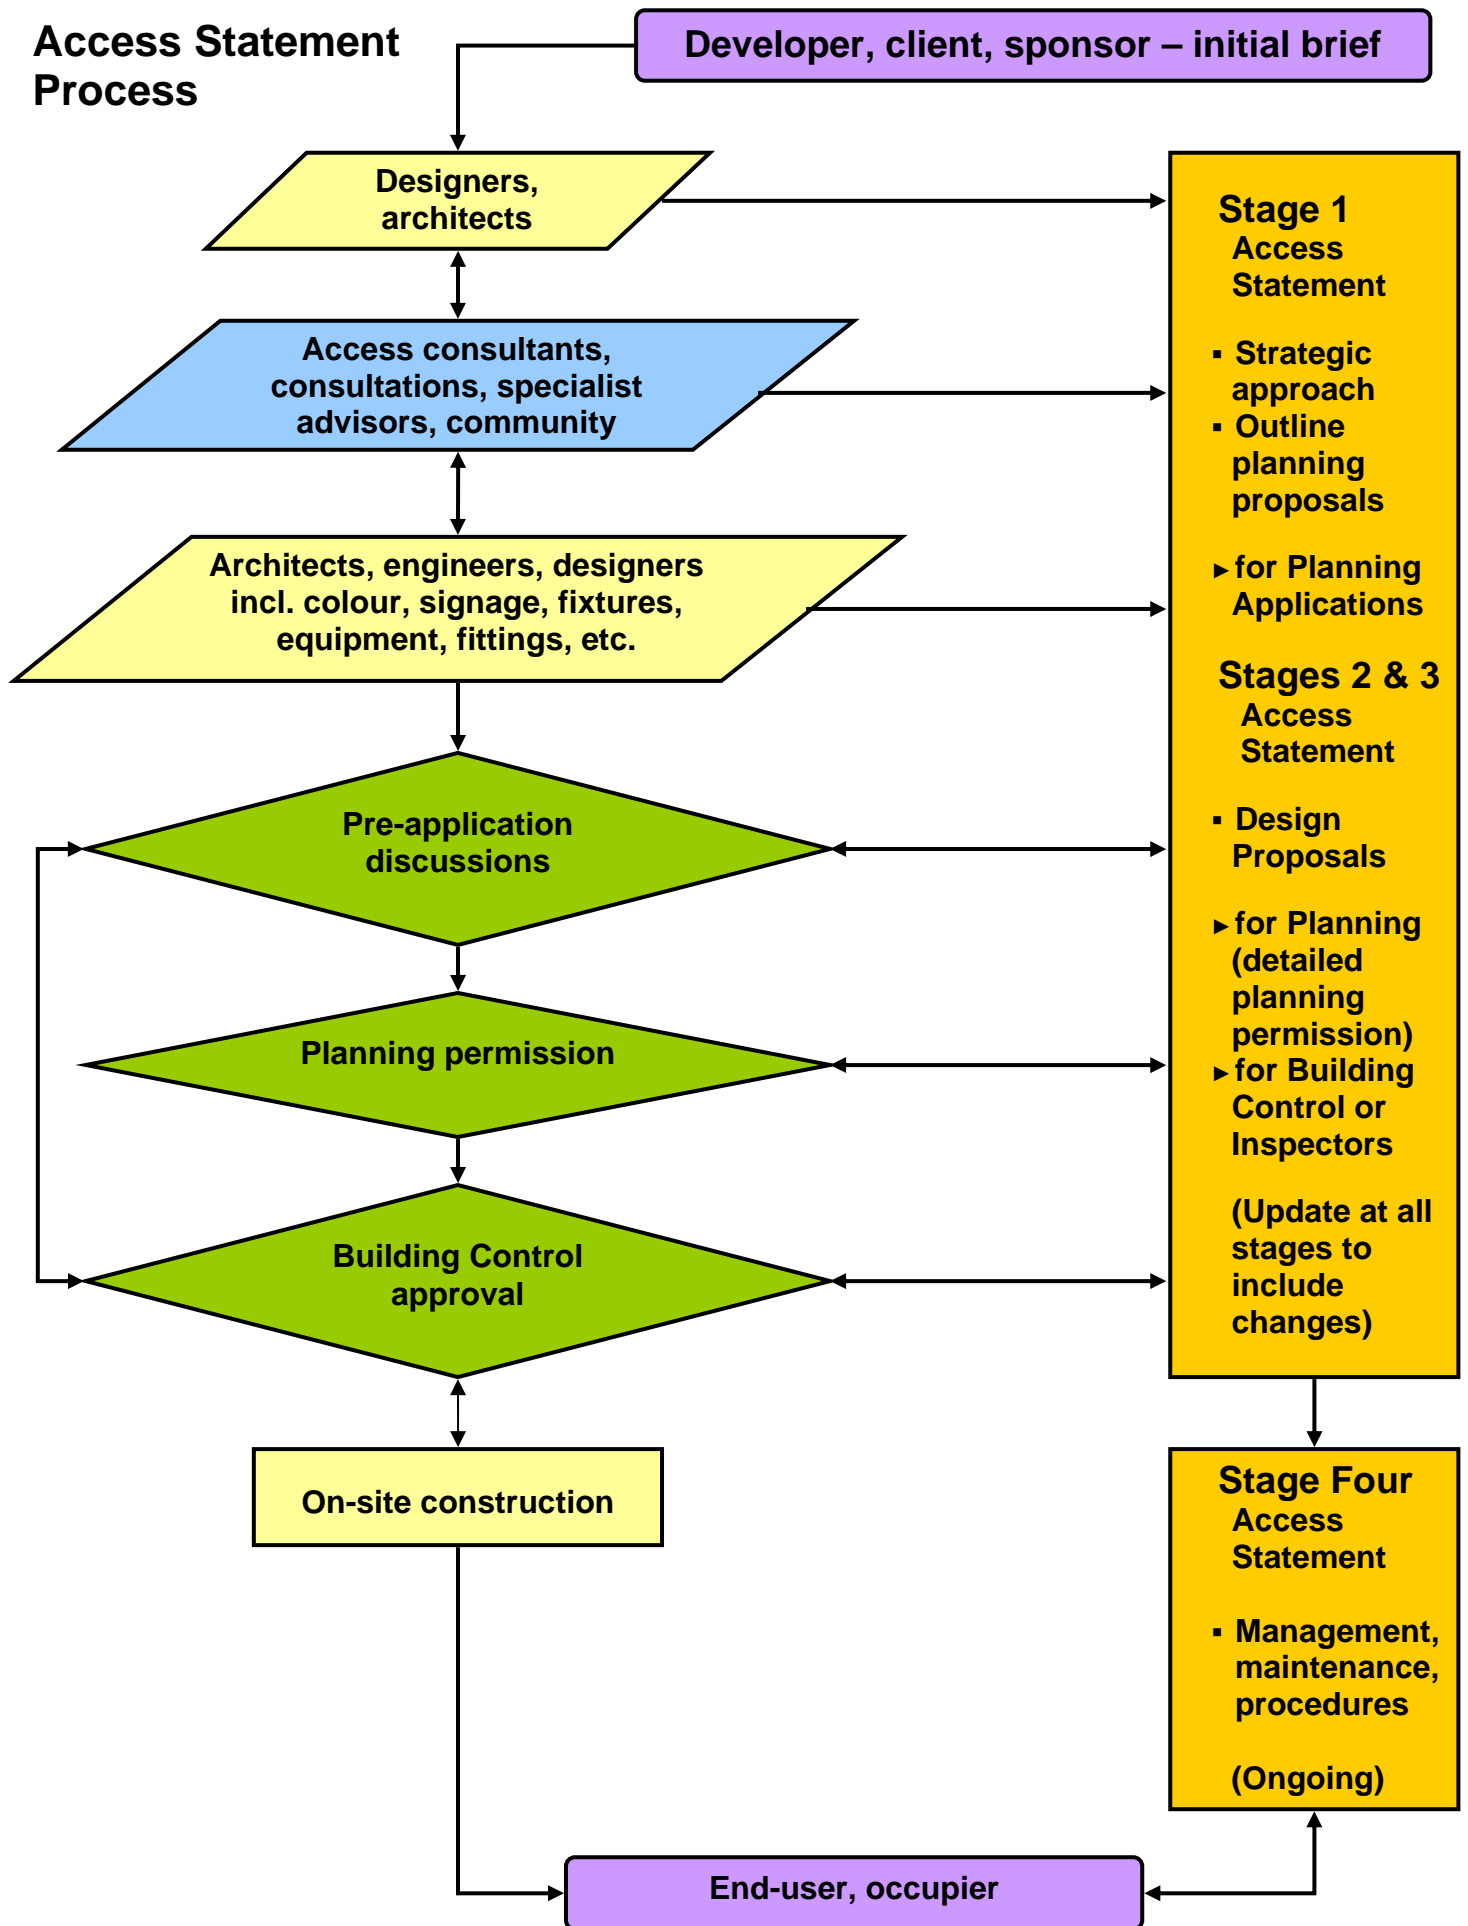 Access Statement
Process
Developer, client, sponsor – initial brief
Designers,
architects
Access consultants,
consultations, specialist
advisors, community
Architects, engineers, designers
incl. colour, signage, fixtures,
equipment, fittings, etc.
Pre-application
discussions
Planning permission
Building Control
approval
On-site construction
Stage 1
Access
Statement
▪ Strategic
approach
▪ Outline
planning
proposals
► for Planning
Applications
Stages 2 & 3
Access
Statement
▪ Design
Proposals
► for Planning
(detailed
planning
permission)
► for Building
Control or
Inspectors
(Update at all
stages to
include
changes)
Stage Four
Access
Statement
▪ Management,
maintenance,
procedures
(Ongoing)
End-user, occupier